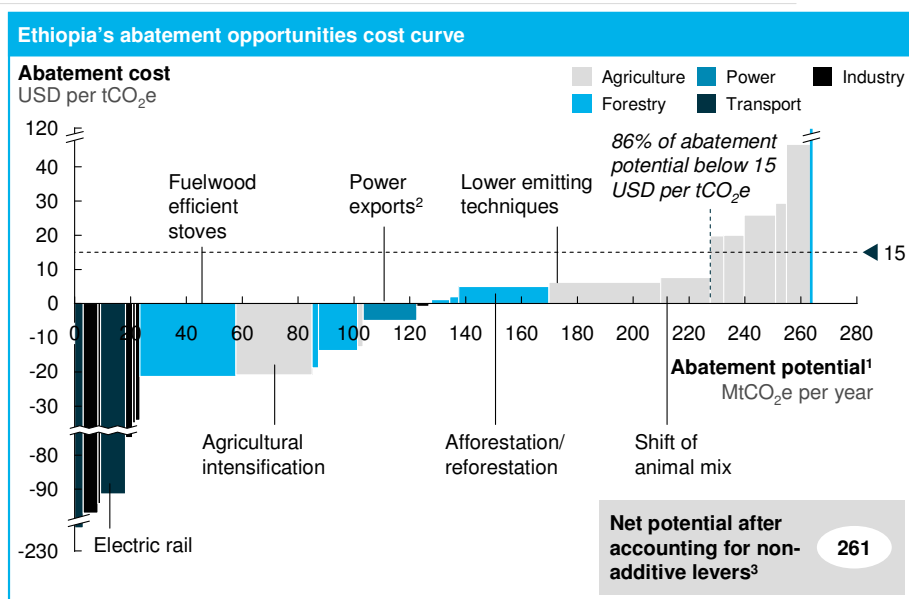 Ethiopia's abatement opportunities cost curve
Abatement cost
USD per tCO₂e
Agriculture
Power
Industry
Forestry
Transport
120
40
30
20
10
0
-10
-20
-30
-80
-90
-230
86% of abatement
potential below 15
USD per tCO₂e
Fuelwood
efficient
stoves
Power
exports²
Lower emitting
techniques
15
0 20 40 60 80 100 120 140 160 180 200 220 240 260 280
Abatement potential¹
MtCO₂e per year
Agricultural
intensification
Afforestation/
reforestation
Shift of
animal mix
Electric rail
Net potential after
accounting for non-
additive levers³
261